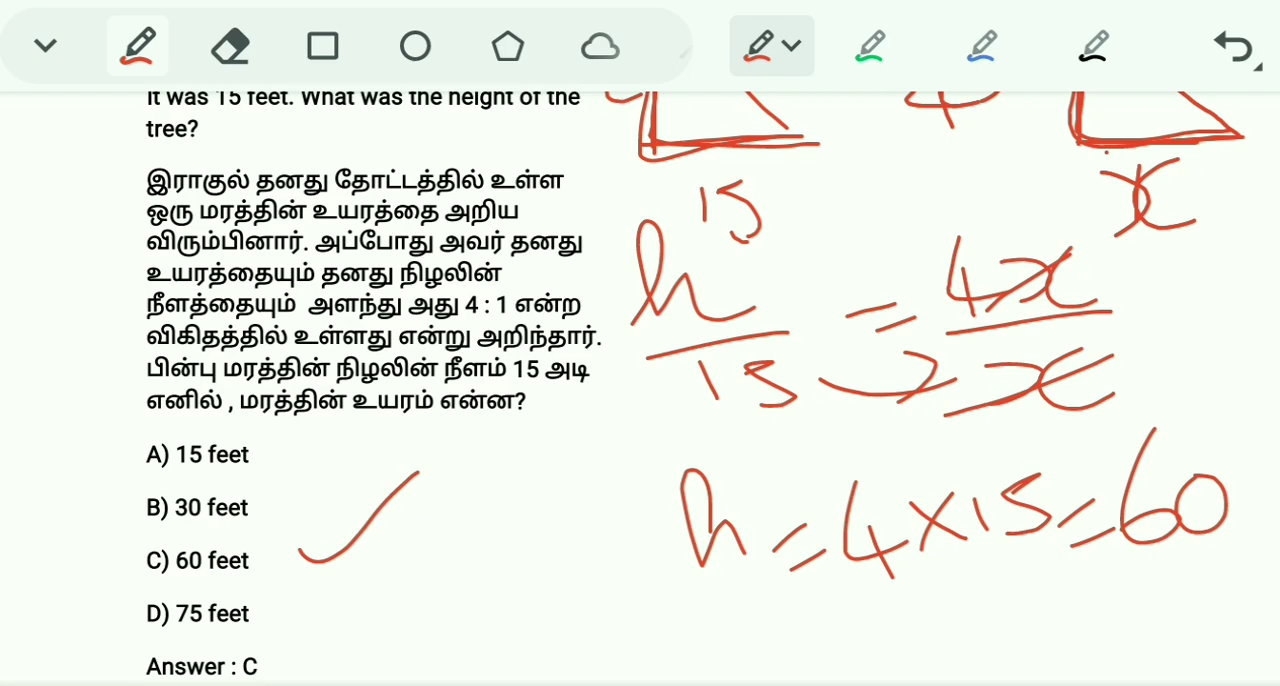 It was 15 feet. What was the height of the
tree?
இராகுல் தனது தோட்டத்தில் உள்ள
ஒரு மரத்தின் உயரத்தை அறிய
விரும்பினார். அப்போது அவர் தனது
உயரத்தையும் தனது நிழலின்
நீளத்தையும் அளந்து அது 4 : 1 என்ற
விகிதத்தில் உள்ளது என்று அறிந்தார்.
பின்பு மரத்தின் நிழலின் நீளம் 15 அடி
எனில் , மரத்தின் உயரம் என்ன?
A) 15 feet
B) 30 feet
C) 60 feet
D) 75 feet
Answer : C
15
x
h = 4x
15 x
h = 4 × 15 = 60